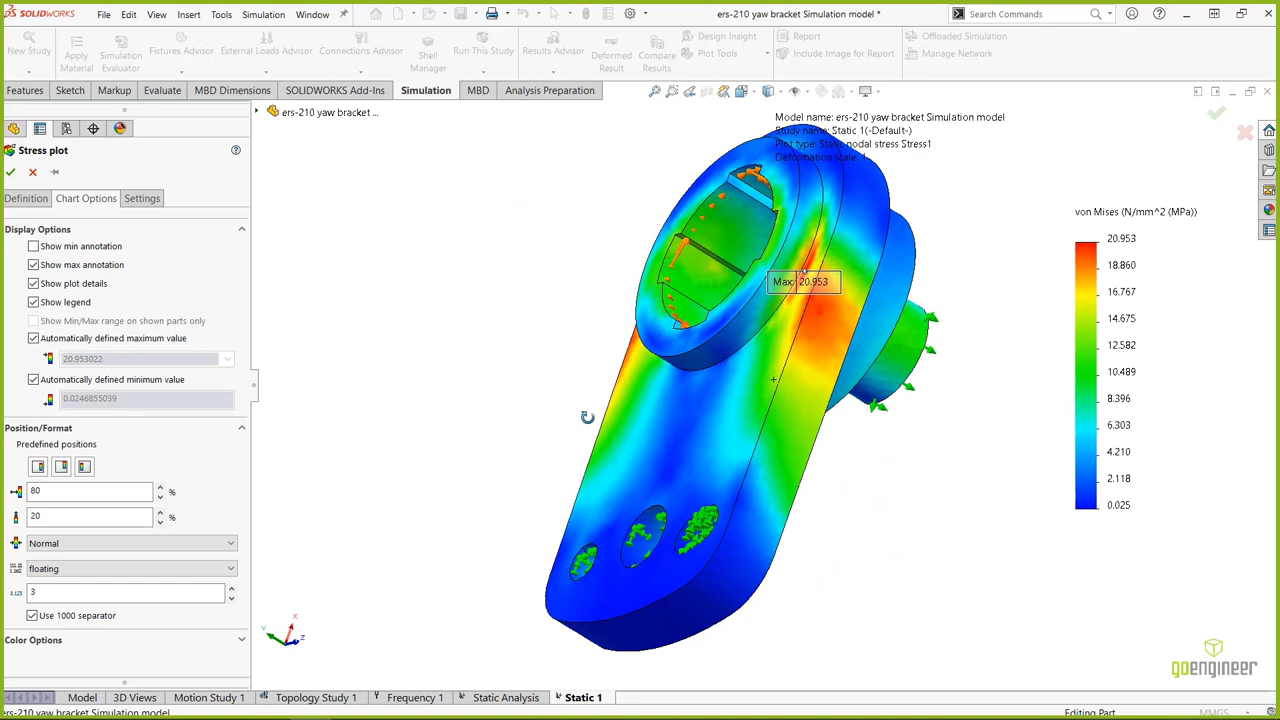 SOLIDWORKS File Edit View Insert Tools Simulation Window ers-210 yaw bracket Simulation model * Search Commands
New Study
Apply Material
Simulation Evaluator
Fixtures Advisor
External Loads Advisor
Connections Advisor
Shell Manager
Run This Study
Results Advisor
Deformed Result
Compare Results
Design Insight
Plot Tools
Report
Include Image for Report
Offloaded Simulation
Manage Network
Features Sketch Markup Evaluate MBD Dimensions SOLIDWORKS Add-Ins Simulation MBD Analysis Preparation
ers-210 yaw bracket ...
Stress plot
Definition Chart Options Settings
Display Options
Show min annotation
Show max annotation
Show plot details
Show legend
Show Min/Max range on shown parts only
Automatically defined maximum value
20.953022
Automatically defined minimum value
0.0246855039
Position/Format
Predefined positions
80 %
20 %
Normal
floating
3
Use 1000 separator
Color Options
Model name: ers-210 yaw bracket Simulation model
Study name: Static 1(-Default-)
Plot type: Static nodal stress Stress1
Deformation scale: 1
Max: 20.953
von Mises (N/mm^2 (MPa))
20.953
18.860
16.767
14.675
12.582
10.489
8.396
6.303
4.210
2.118
0.025
Y X Z
goengineer
Model 3D Views Motion Study 1 Topology Study 1 Frequency 1 Static Analysis Static 1
ers-210 yaw bracket Simulation model Editing Part MMGS